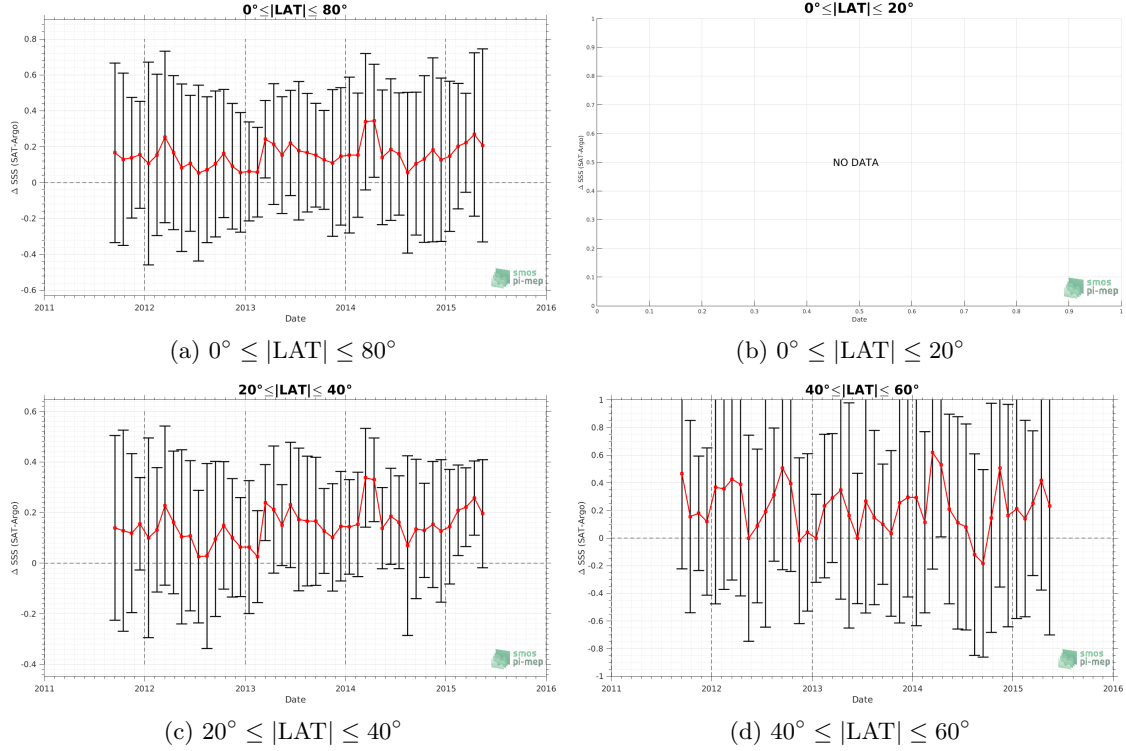 0°≤|LAT|≤ 80°
0.8
0.6
0.4
0.2
0
-0.2
-0.4
-0.6
Δ SSS (SAT-Argo)
2011 2012 2013 2014 2015 2016
Date
smos
pi-mep
(a) 0° ≤ |LAT| ≤ 80°
0°≤|LAT|≤ 20°
1
0.9
0.8
0.7
0.6
0.5
0.4
0.3
0.2
0.1
0
Δ SSS (SAT-Argo)
NO DATA
0 0.1 0.2 0.3 0.4 0.5 0.6 0.7 0.8 0.9 1
Date
smos
pi-mep
(b) 0° ≤ |LAT| ≤ 20°
20°≤|LAT|≤ 40°
0.6
0.4
0.2
0
-0.2
-0.4
Δ SSS (SAT-Argo)
2011 2012 2013 2014 2015 2016
Date
smos
pi-mep
(c) 20° ≤ |LAT| ≤ 40°
40°≤|LAT|≤ 60°
1
0.8
0.6
0.4
0.2
0
-0.2
-0.4
-0.6
-0.8
-1
Δ SSS (SAT-Argo)
2011 2012 2013 2014 2015 2016
Date
smos
pi-mep
(d) 40° ≤ |LAT| ≤ 60°